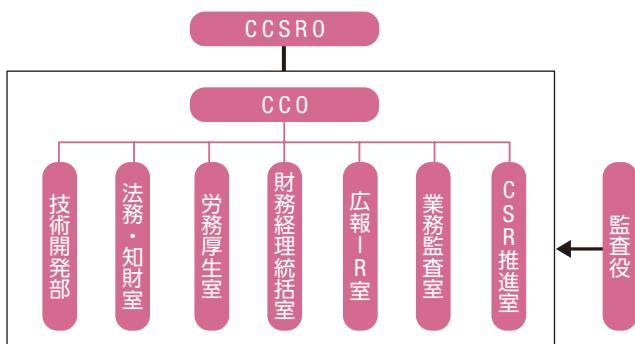 CCSRO
CCO
技術開発部
法務・知財室
労務厚生室
財務経理統括室
広報IR室
業務監査室
CSR推進室
監査役